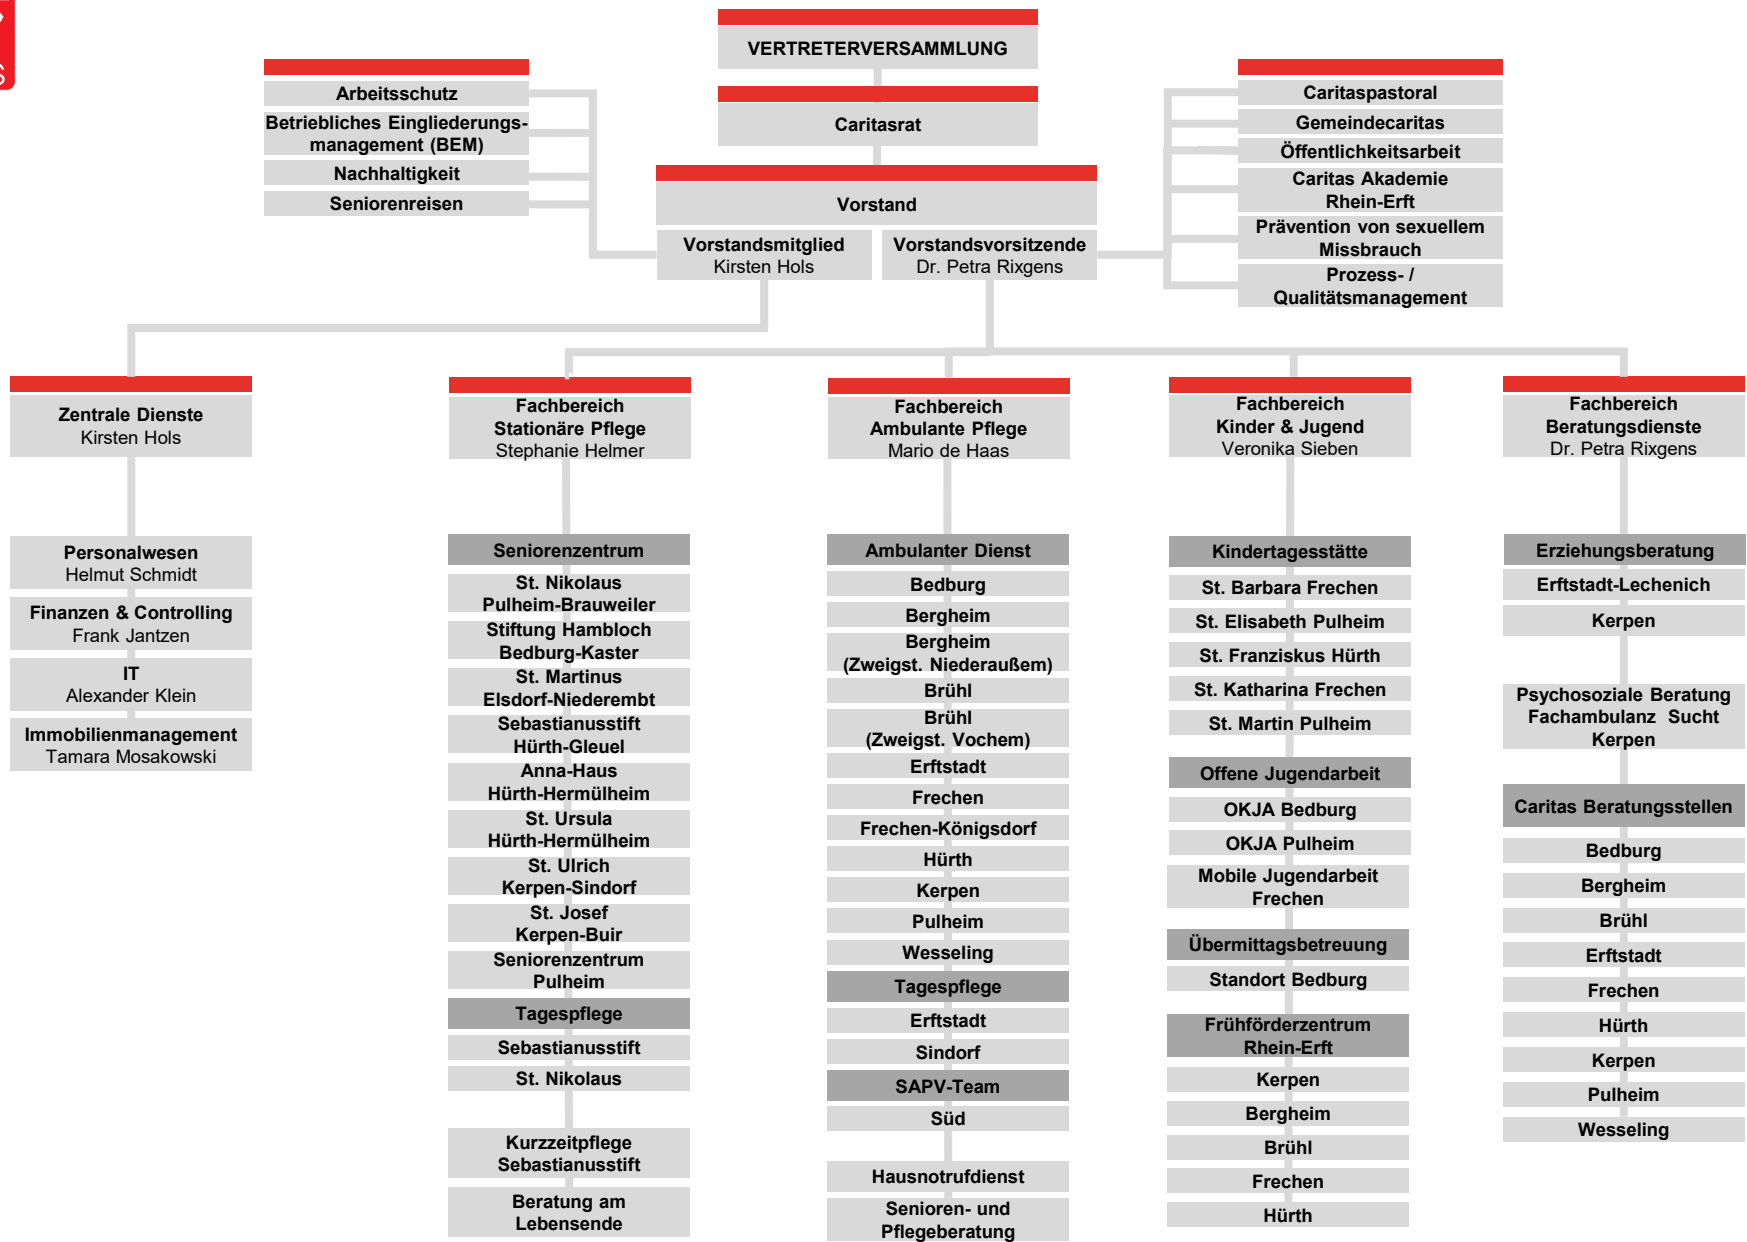 S
VERTRETERVERSAMMLUNG
Caritasrat
Vorstand
Vorstandsmitglied
Kirsten Hols
Vorstandsvorsitzende
Dr. Petra Rixgens
Arbeitsschutz
Betriebliches Eingliederungs-
management (BEM)
Nachhaltigkeit
Seniorenreisen
Caritaspastoral
Gemeindecaritas
Öffentlichkeitsarbeit
Caritas Akademie
Rhein-Erft
Prävention von sexuellem
Missbrauch
Prozess- /
Qualitätsmanagement
Zentrale Dienste
Kirsten Hols
Personalwesen
Helmut Schmidt
Finanzen & Controlling
Frank Jantzen
IT
Alexander Klein
Immobilienmanagement
Tamara Mosakowski
Fachbereich
Stationäre Pflege
Stephanie Helmer
Seniorenzentrum
St. Nikolaus
Pulheim-Brauweiler
Stiftung Hambloch
Bedburg-Kaster
St. Martinus
Elsdorf-Niederembt
Sebastianusstift
Hürth-Gleuel
Anna-Haus
Hürth-Hermülheim
St. Ursula
Hürth-Hermülheim
St. Ulrich
Kerpen-Sindorf
St. Josef
Kerpen-Buir
Seniorenzentrum
Pulheim
Tagespflege
Sebastianusstift
St. Nikolaus
Kurzzeitpflege
Sebastianusstift
Beratung am
Lebensende
Fachbereich
Ambulante Pflege
Mario de Haas
Ambulanter Dienst
Bedburg
Bergheim
Bergheim
(Zweigst. Niederaußem)
Brühl
Brühl
(Zweigst. Vochem)
Erftstadt
Frechen
Frechen-Königsdorf
Hürth
Kerpen
Pulheim
Wesseling
Tagespflege
Erftstadt
Sindorf
SAPV-Team
Süd
Hausnotrufdienst
Senioren- und
Pflegeberatung
Fachbereich
Kinder & Jugend
Veronika Sieben
Kindertagesstätte
St. Barbara Frechen
St. Elisabeth Pulheim
St. Franziskus Hürth
St. Katharina Frechen
St. Martin Pulheim
Offene Jugendarbeit
OKJA Bedburg
OKJA Pulheim
Mobile Jugendarbeit
Frechen
Übermittagsbetreuung
Standort Bedburg
Frühförderzentrum
Rhein-Erft
Kerpen
Bergheim
Brühl
Frechen
Hürth
Fachbereich
Beratungsdienste
Dr. Petra Rixgens
Erziehungsberatung
Erftstadt-Lechenich
Kerpen
Psychosoziale Beratung
Fachambulanz  Sucht
Kerpen
Caritas Beratungsstellen
Bedburg
Bergheim
Brühl
Erftstadt
Frechen
Hürth
Kerpen
Pulheim
Wesseling